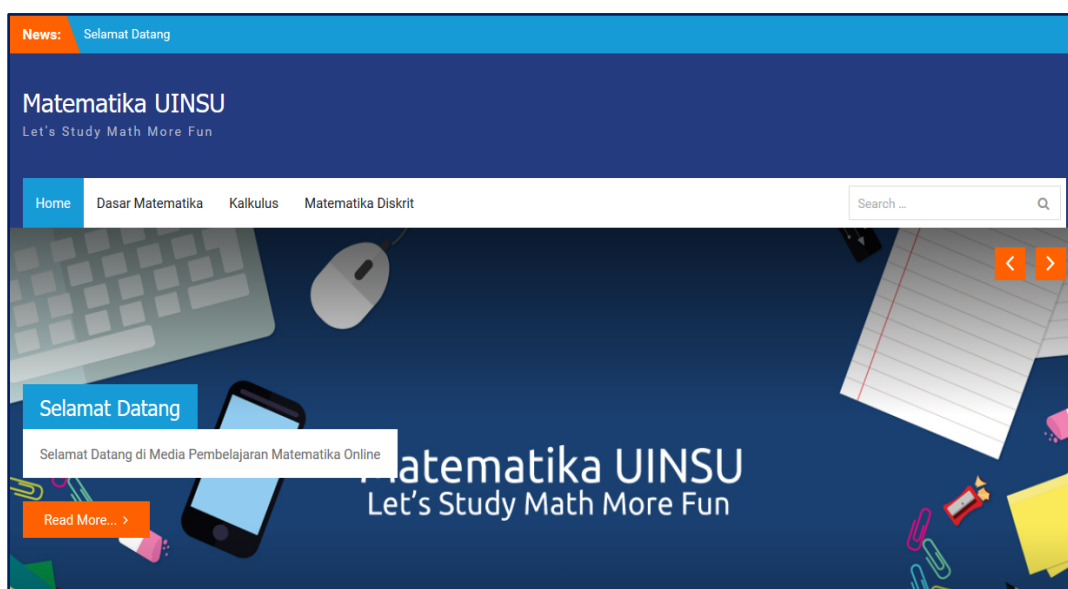 News: Selamat Datang
Matematika UINSU
Let's Study Math More Fun
Home Dasar Matematika Kalkulus Matematika Diskrit Search ...
Selamat Datang
Selamat Datang di Media Pembelajaran Matematika Online
atematika UINSU
Let's Study Math More Fun
Read More...